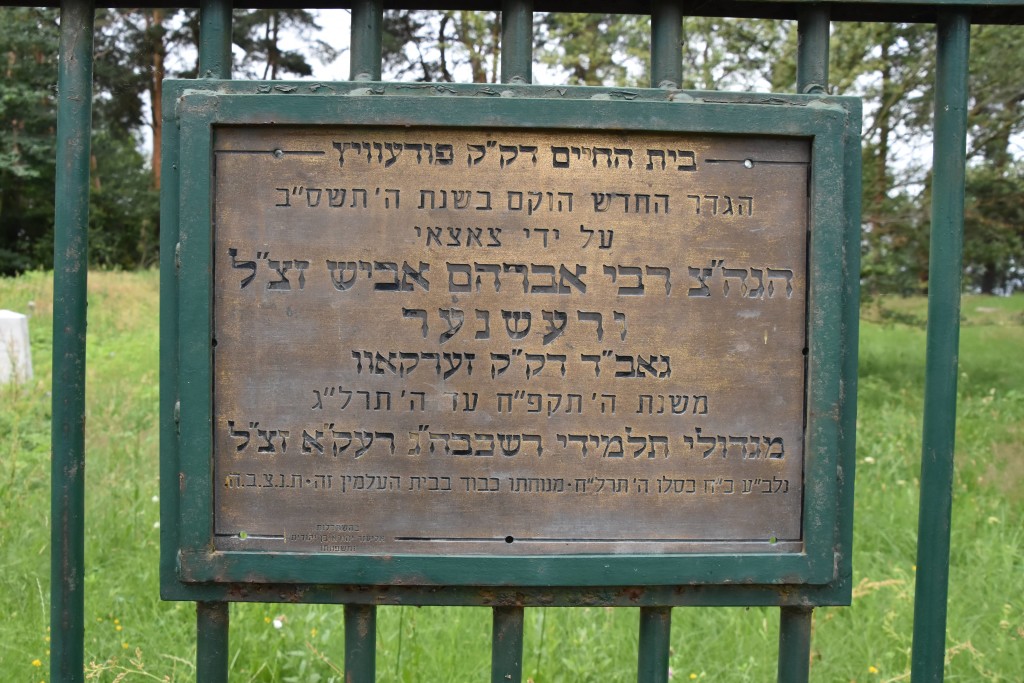 בית החיים דק"ק פודעוויץ
הגדר החדש הוקם בשנת ה'תשס"ב
על ידי צאצאי
הגה"צ רבי אברהם אביש זצ"ל
ורעשנער
גאב"ד דק"ק זערקאוו
משנת ה'תקפ"ח עד ה'תרל"ג
מגדולי תלמידי רשכבה"ג רעק"א זצ"ל
נלב"ע כ"ח כסלו ה'תרל"ח • מנוחתו כבוד בבית העלמין זה • ת.נ.צ.ב.ה.